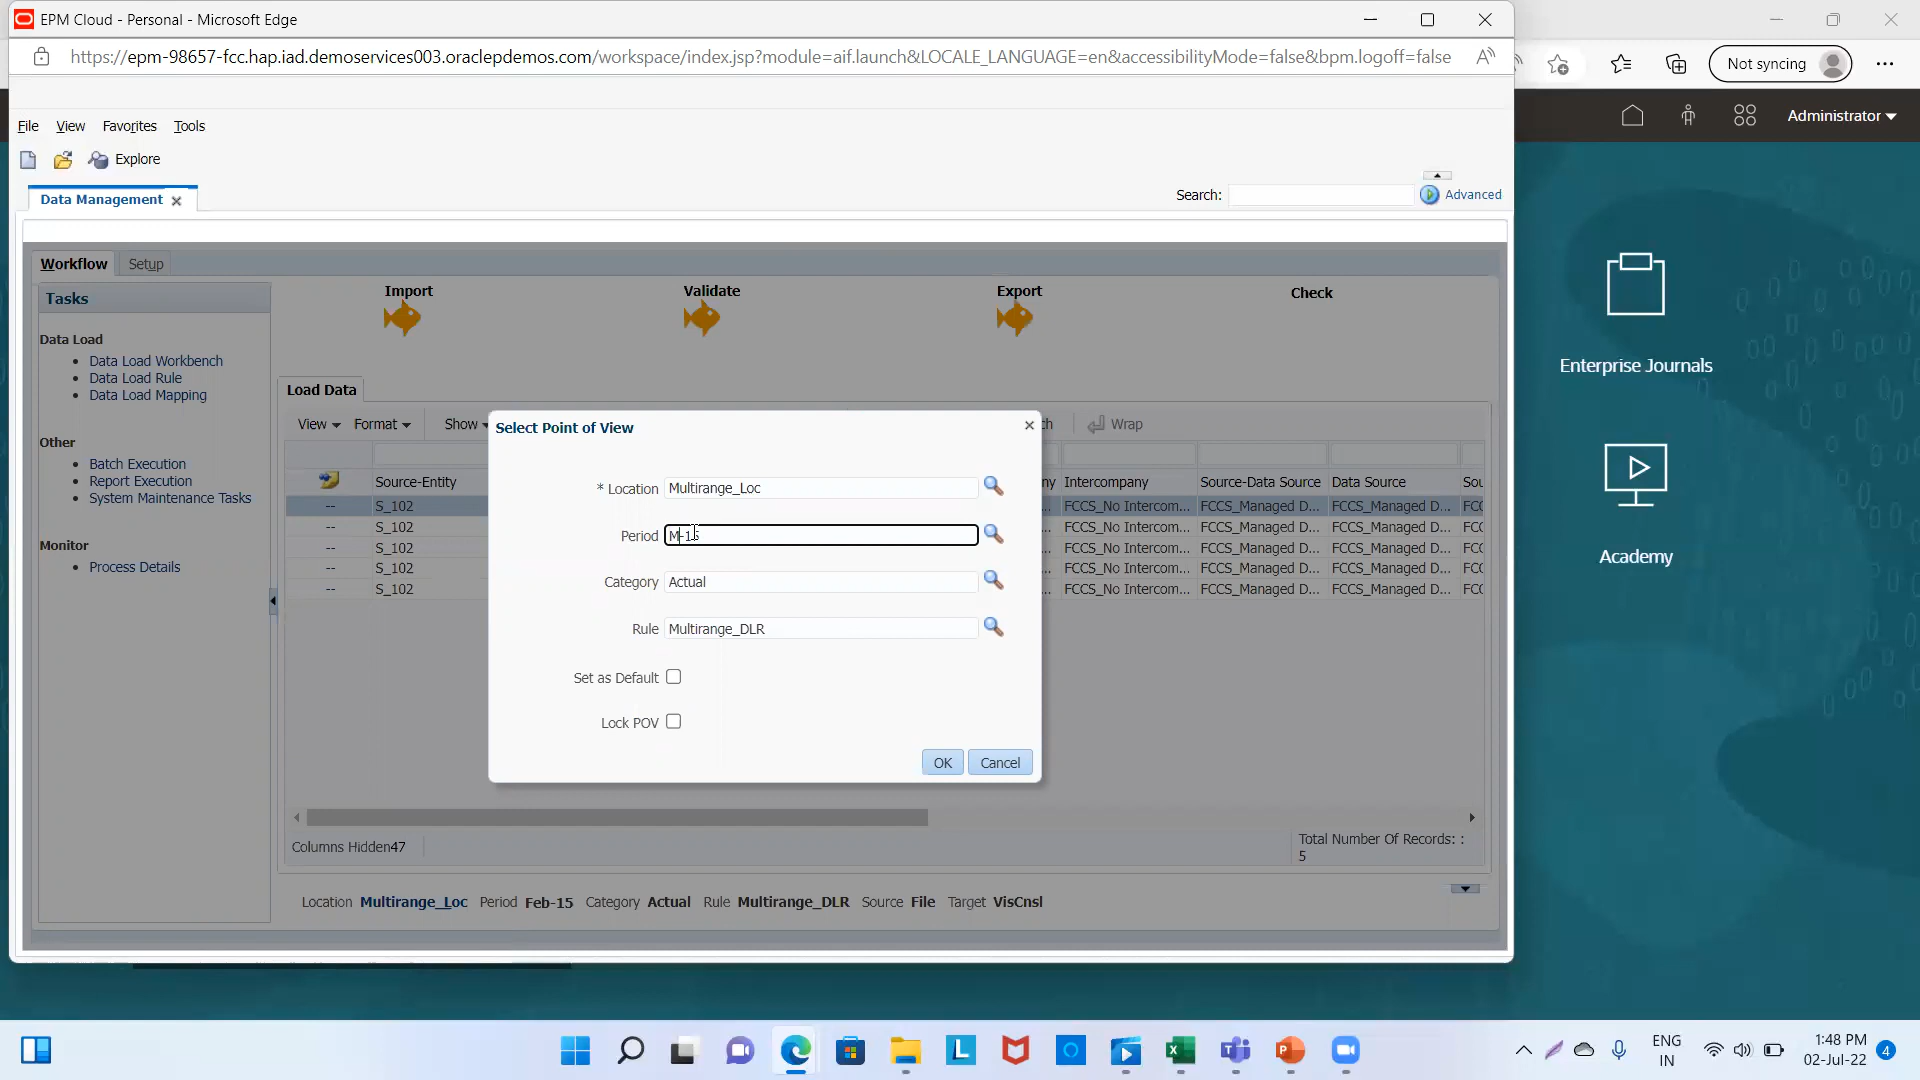 EPM Cloud - Personal - Microsoft Edge
https://epm-98657-fcc.hap.iad.demoservices003.oraclepdemos.com/workspace/index.jsp?module=aif.launch&LOCALE_LANGUAGE=en&accessibilityMode=false&bpm.logoff=false
Not syncing
Administrator
File View Favorites Tools
Explore
Data Management
Search: Advanced
Workflow Setup
Tasks
Data Load
Data Load Workbench
Data Load Rule
Data Load Mapping
Other
Batch Execution
Report Execution
System Maintenance Tasks
Monitor
Process Details
Import Validate Export Check
Load Data
View Format Show Wrap
Source-Entity Intercompany Source-Data Source Data Source
-- S_102 FCCS_No Intercom... FCCS_Managed D... FCCS_Managed D...
-- S_102 FCCS_No Intercom... FCCS_Managed D... FCCS_Managed D...
-- S_102 FCCS_No Intercom... FCCS_Managed D... FCCS_Managed D...
-- S_102 FCCS_No Intercom... FCCS_Managed D... FCCS_Managed D...
-- S_102 FCCS_No Intercom... FCCS_Managed D... FCCS_Managed D...
Select Point of View
* Location Multirange_Loc
Period M-15
Category Actual
Rule Multirange_DLR
Set as Default
Lock POV
OK Cancel
Columns Hidden47
Total Number Of Records: :
5
Location Multirange_Loc Period Feb-15 Category Actual Rule Multirange_DLR Source File Target VisCnsl
Enterprise Journals
Academy
ENG
IN
1:48 PM
02-Jul-22
4